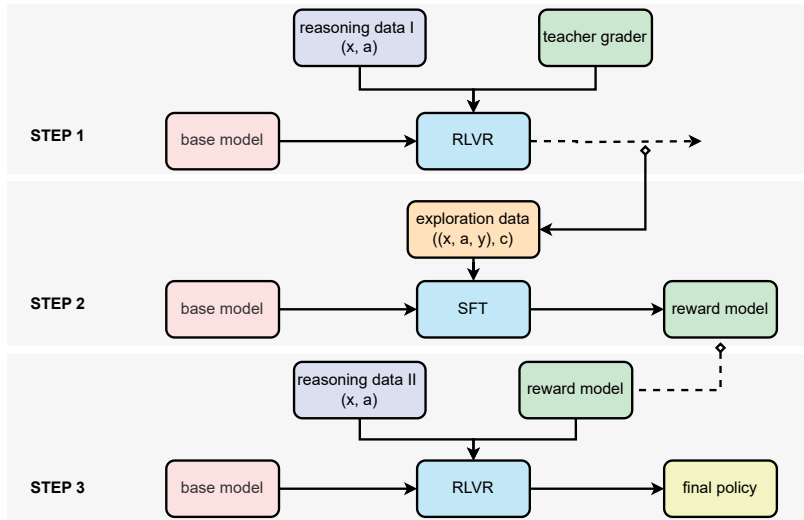 reasoning data I
(x, a)
teacher grader
STEP 1
base model
RLVR
exploration data
((x, a, y), c)
STEP 2
base model
SFT
reward model
reasoning data II
(x, a)
reward model
STEP 3
base model
RLVR
final policy